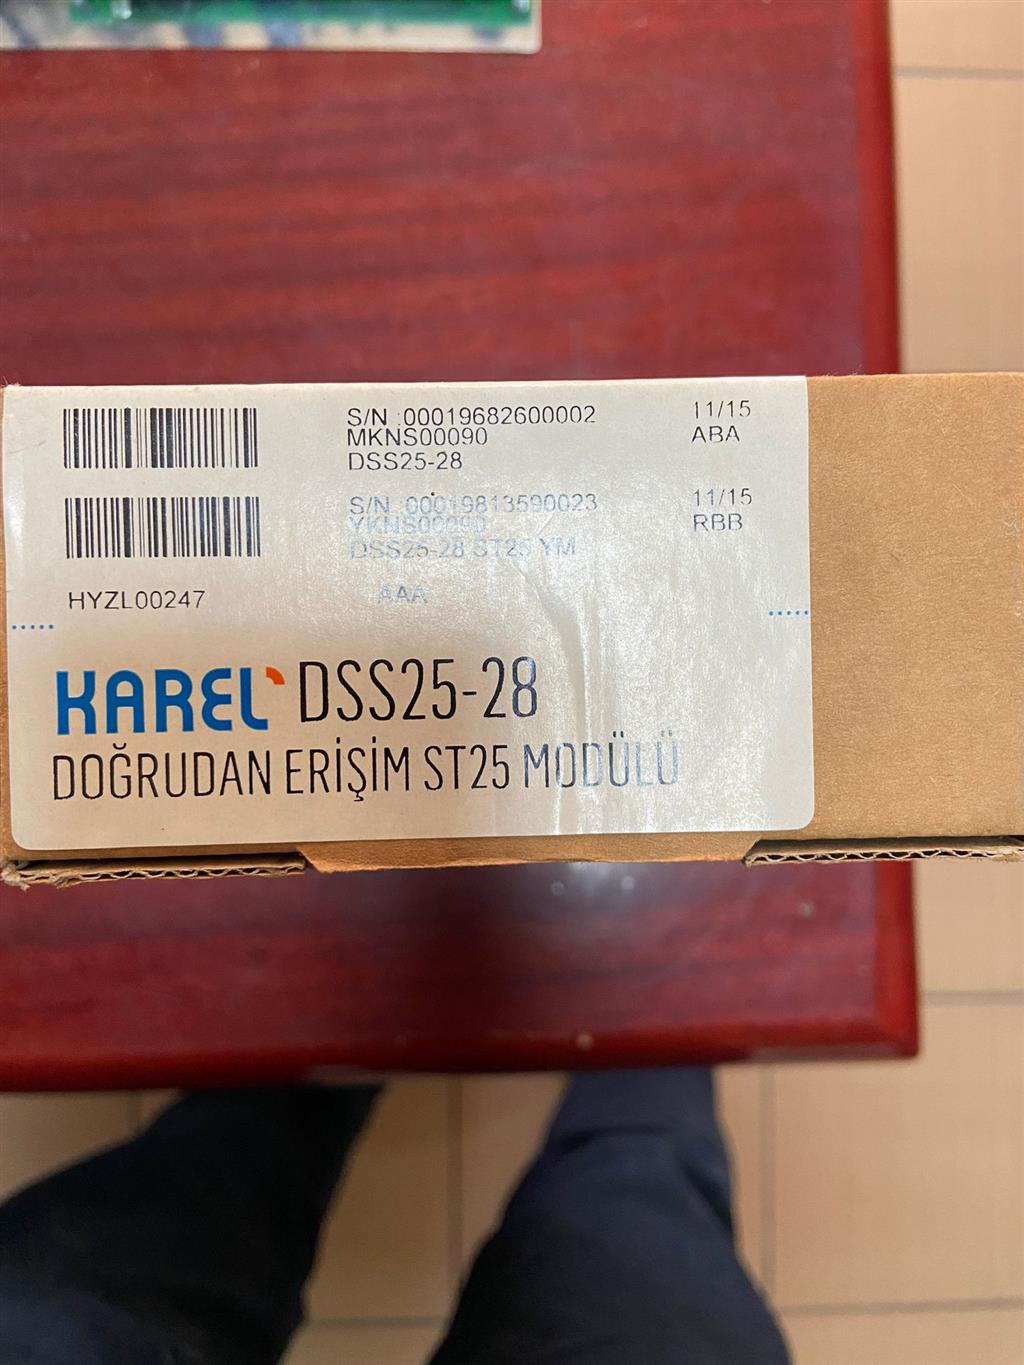 S/N :00019682600002
MKNS00090
DSS25-28
11/15
ABA
S/N :00019813590023
YKNS00090
DSS25-28 ST25 YM
11/15
RBB
HYZL00247
AAA
KAREL DSS25-28
DOĞRUDAN ERİŞİM ST25 MODÜLÜ